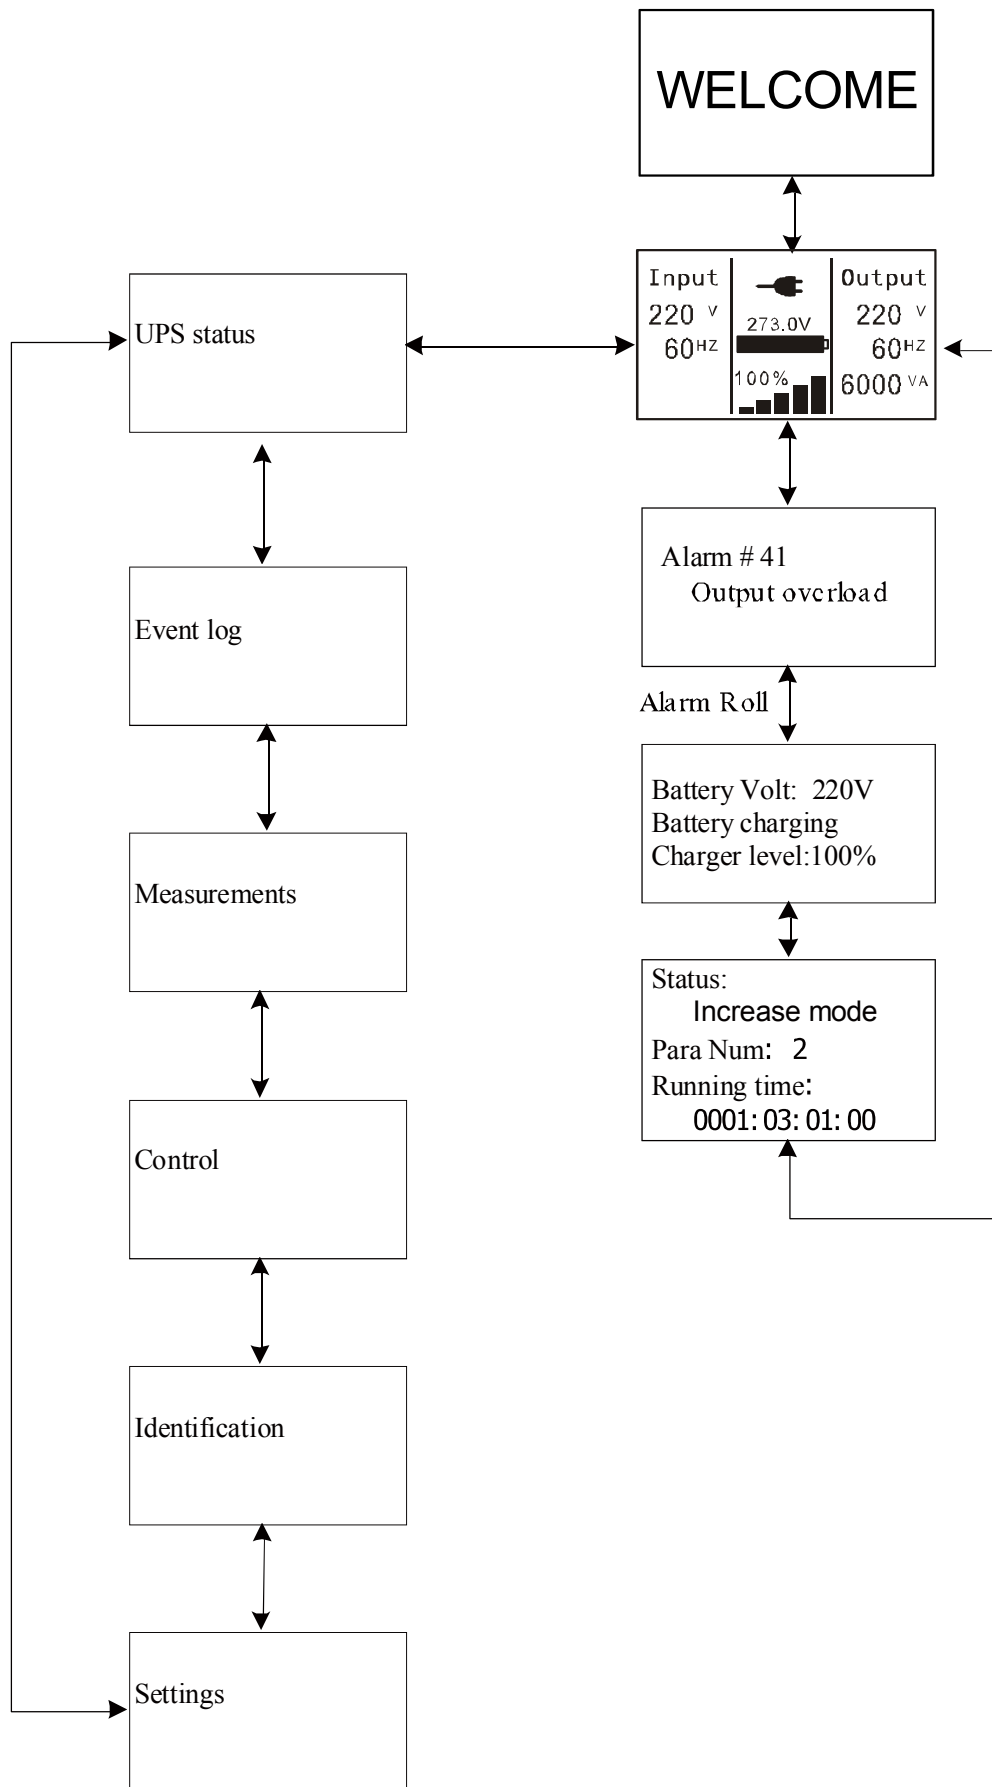 WELCOME
Input
220 V
60HZ
273.0V
100%
Output
220 V
60HZ
6000 VA
UPS status
Alarm # 41
Output overload
Event log
Alarm Roll
Battery Volt: 220V
Battery charging
Charger level:100%
Measurements
Status:
Increase mode
Para Num: 2
Running time:
0001:03:01:00
Control
Identification
Settings